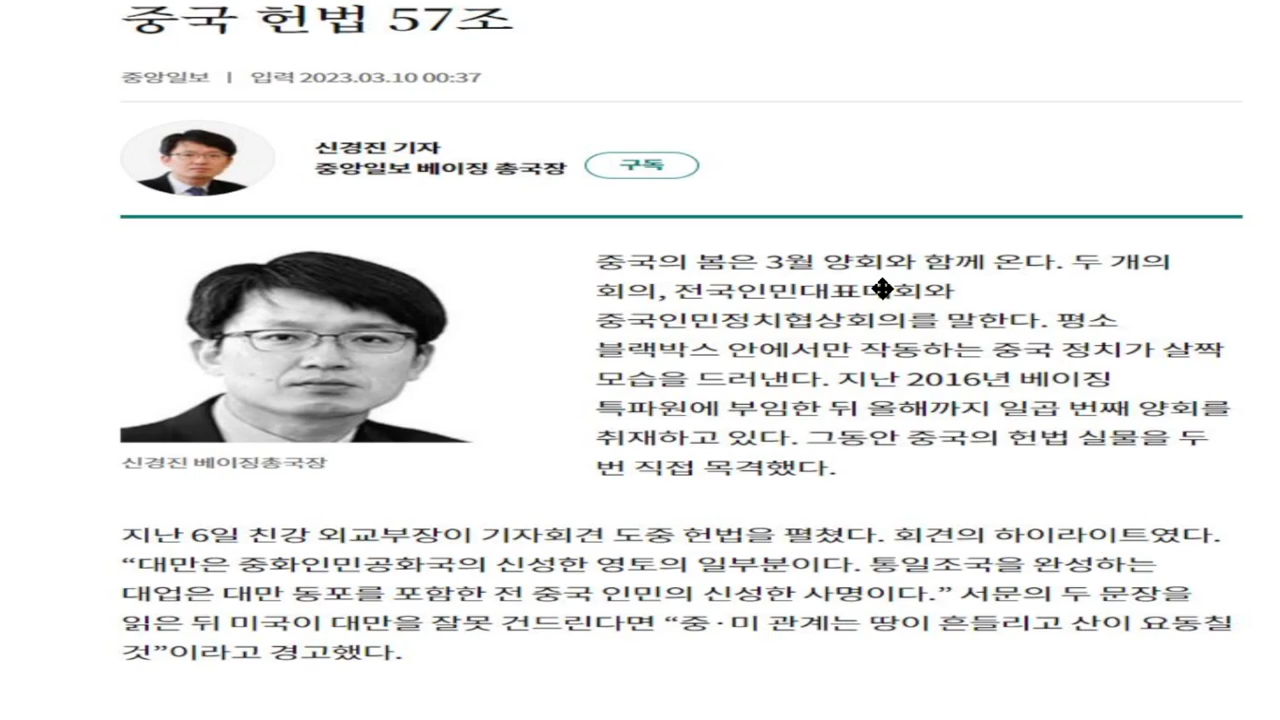 중국 헌법 57조
중앙일보 | 입력 2023.03.10 00:37
신경진 기자
중앙일보 베이징 총국장
구독
중국의 봄은 3월 양회와 함께 온다. 두 개의
회의, 전국인민대표대회와
중국인민정치협상회의를 말한다. 평소
블랙박스 안에서만 작동하는 중국 정치가 살짝
모습을 드러낸다. 지난 2016년 베이징
특파원에 부임한 뒤 올해까지 일곱 번째 양회를
취재하고 있다. 그동안 중국의 헌법 실물을 두
번 직접 목격했다.
신경진 베이징총국장
지난 6일 친강 외교부장이 기자회견 도중 헌법을 펼쳤다. 회견의 하이라이트였다.
“대만은 중화인민공화국의 신성한 영토의 일부분이다. 통일조국을 완성하는
대업은 대만 동포를 포함한 전 중국 인민의 신성한 사명이다.” 서문의 두 문장을
읽은 뒤 미국이 대만을 잘못 건드린다면 “중·미 관계는 땅이 흔들리고 산이 요동칠
것”이라고 경고했다.